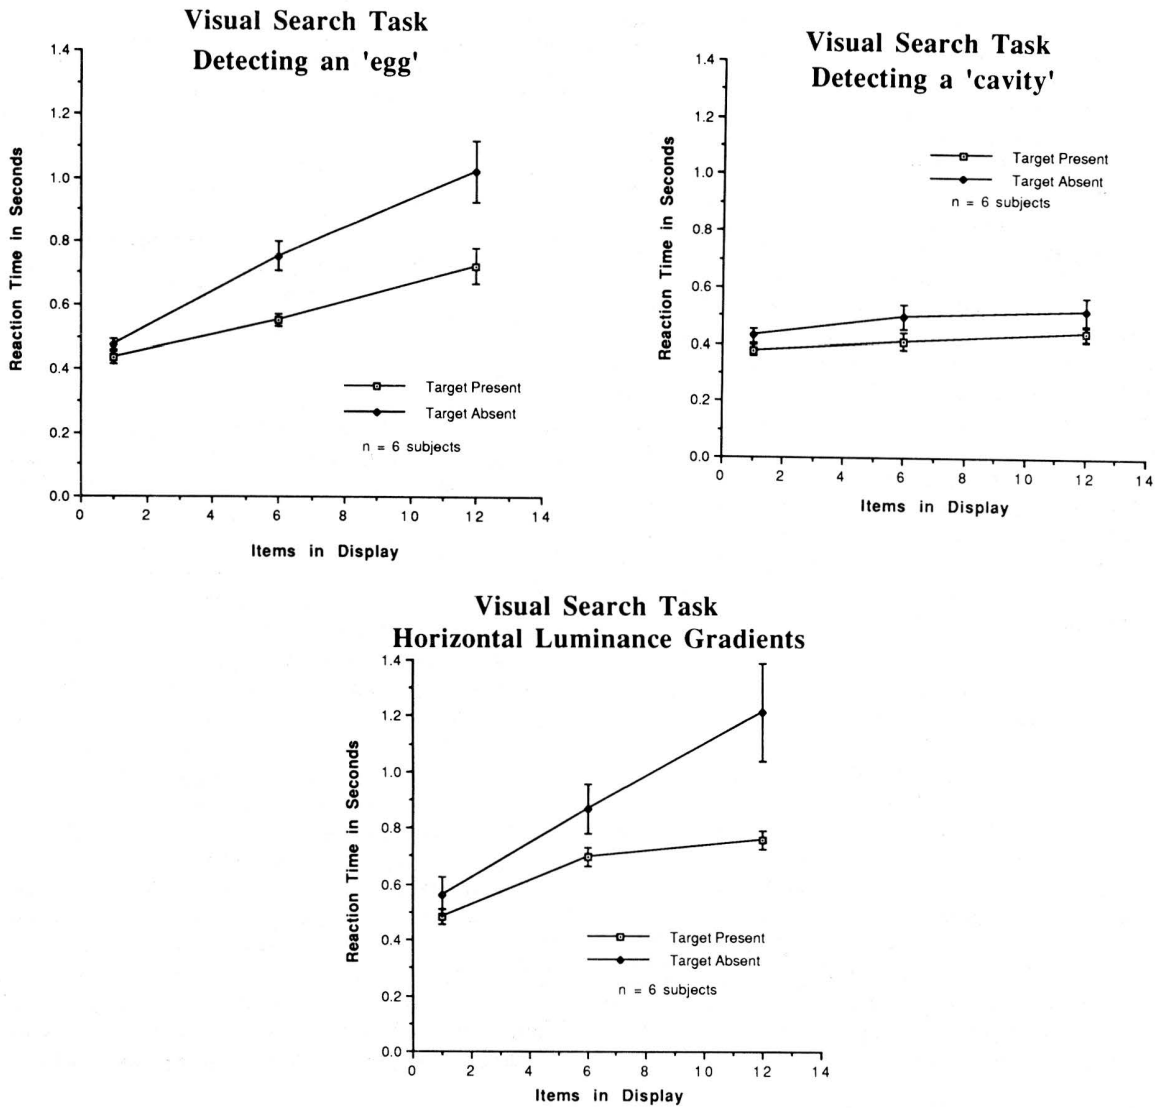 Visual Search Task
Detecting an 'egg'
1.4
1.2
1.0
0.8
0.6
0.4
0.2
0.0
Reaction Time in Seconds
Target Present
Target Absent
n = 6 subjects
0 2 4 6 8 10 12 14
Items in Display
Visual Search Task
Detecting a 'cavity'
1.4
1.2
1.0
0.8
0.6
0.4
0.2
0.0
Reaction Time in Seconds
Target Present
Target Absent
n = 6 subjects
0 2 4 6 8 10 12 14
Items in Display
Visual Search Task
Horizontal Luminance Gradients
1.4
1.2
1.0
0.8
0.6
0.4
0.2
0.0
Reaction Time in Seconds
Target Present
Target Absent
n = 6 subjects
0 2 4 6 8 10 12 14
Items in Display